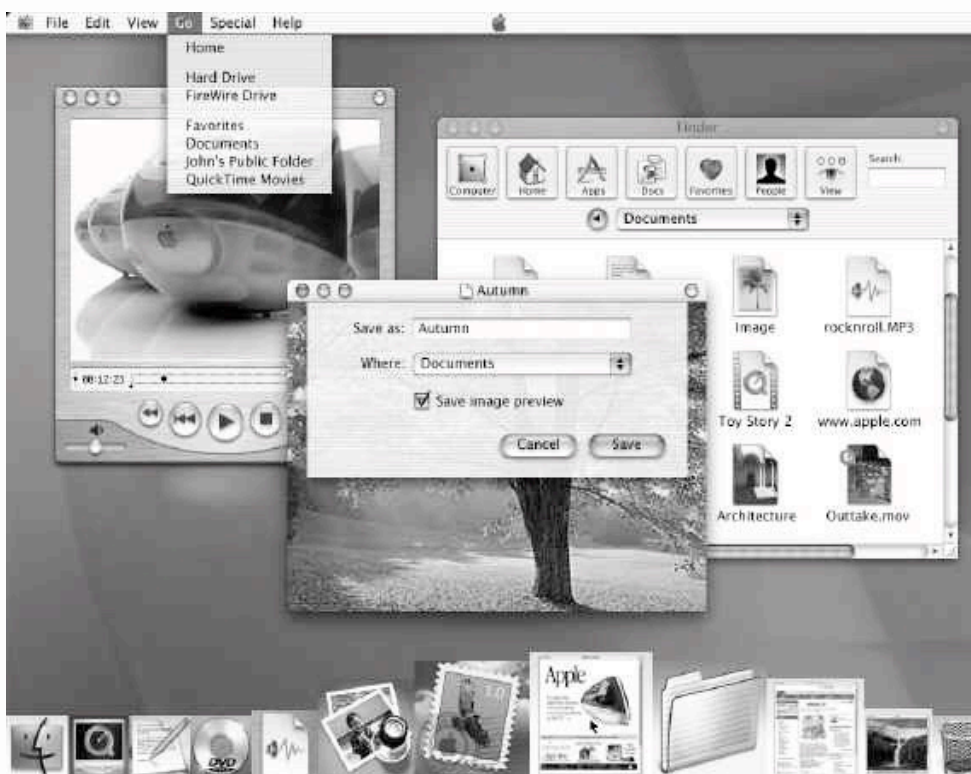 File Edit View Go Special Help
Home
Hard Drive
FireWire Drive
Favorites
Documents
John's Public Folder
QuickTime Movies
00:12:23
Finder
Computer
Home
Apps
Docs
Favorites
People
View
Search:
Documents
Image
rocknroll.MP3
Toy Story 2
www.apple.com
Architecture
Outtake.mov
Autumn
Save as: Autumn
Where: Documents
Save image preview
Cancel
Save
DVD
Apple